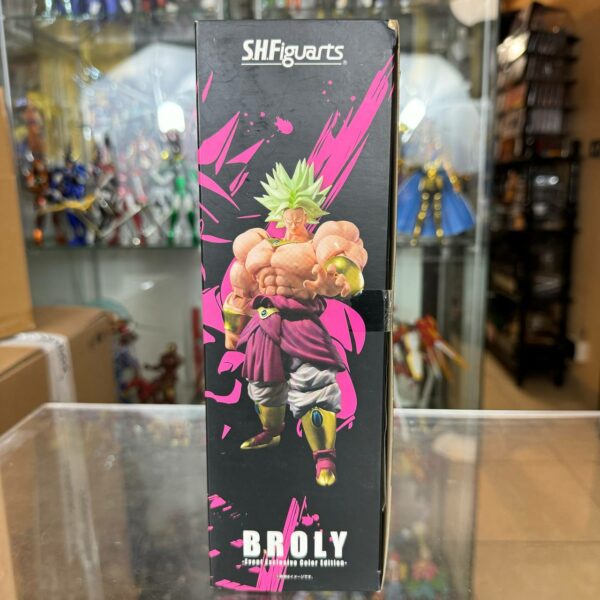 S.H.Figuarts
BROLY
-Event Exclusive Color Edition-